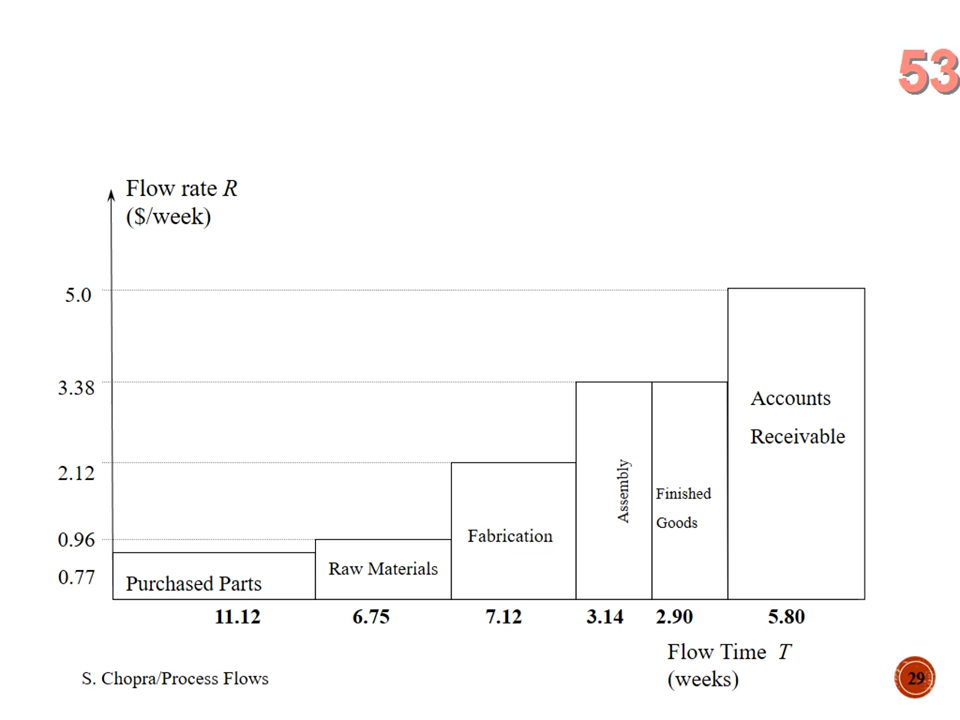 53
Flow rate R
($/week)
5.0
3.38
2.12
0.96
0.77
Accounts
Receivable
Assembly
Finished
Goods
Fabrication
Raw Materials
Purchased Parts
11.12 6.75 7.12 3.14 2.90 5.80
Flow Time T
(weeks)
S. Chopra/Process Flows
29